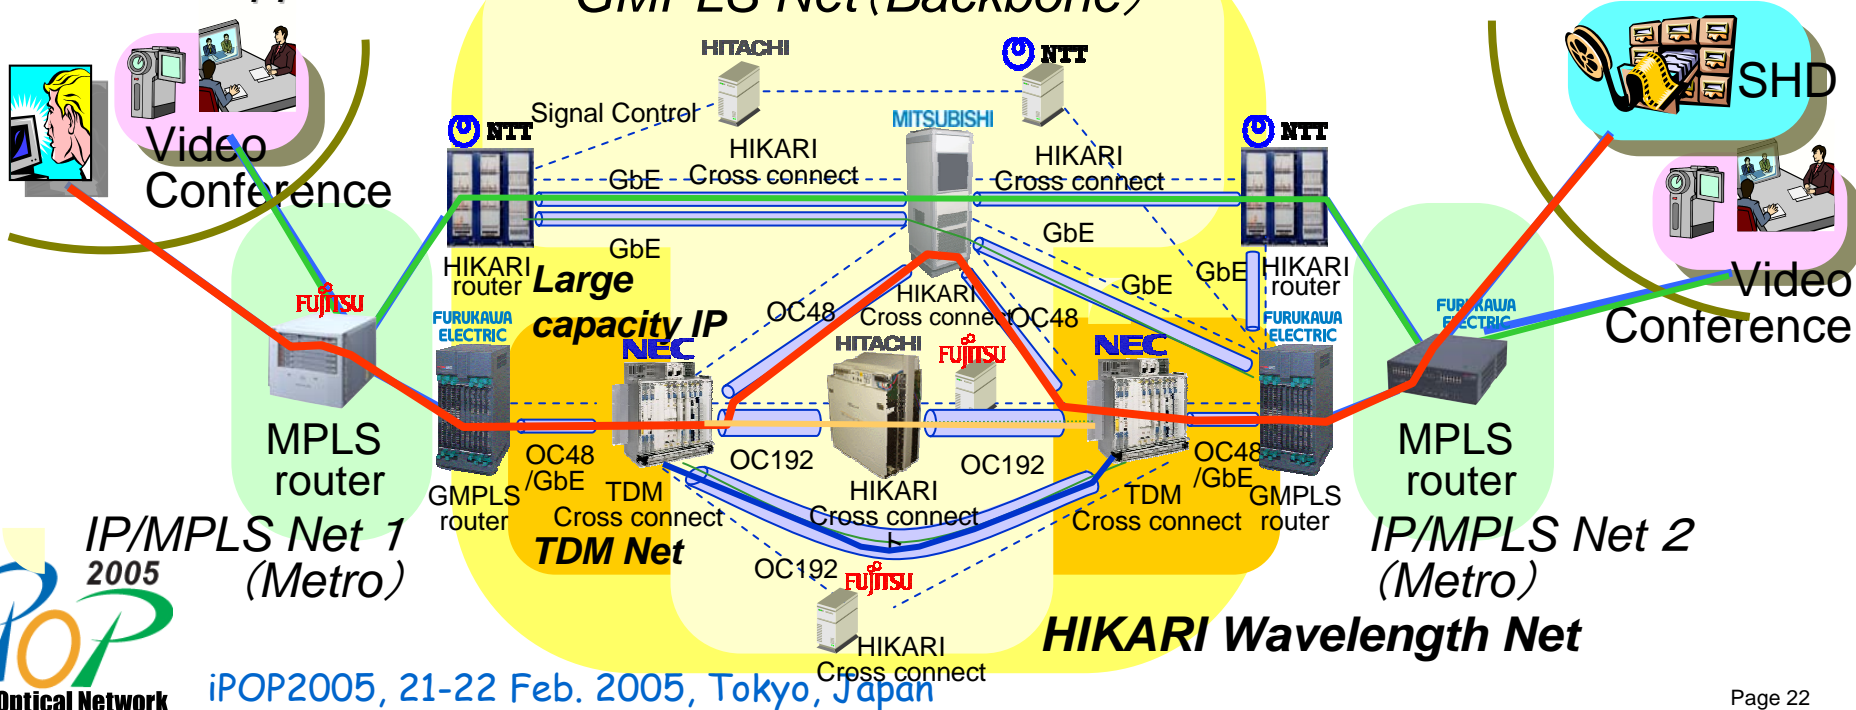 GMPLS Net(Backbone)
HITACHI
NTT
SHD
Signal Control
MITSUBISHI
NTT
NTT
Video
Conference
HIKARI
Cross connect
HIKARI
Cross connect
GbE
GbE
GbE
GbE
GbE
HIKARI
router
HIKARI
router
Large
capacity IP
FUJITSU
OC48
HIKARI
Cross connect
OC48
FURUKAWA
ELECTRIC
FURUKAWA
ELECTRIC
FURUKAWA
ELECTRIC
Video
Conference
NEC
HITACHI
FUJITSU
NEC
MPLS
router
OC48
/GbE
OC192
OC192
OC48
/GbE
MPLS
router
GMPLS
router
TDM
Cross connect
HIKARI
Cross connect
TDM
Cross connect
GMPLS
router
IP/MPLS Net 1
(Metro)
TDM Net
IP/MPLS Net 2
(Metro)
OC192
FUJITSU
HIKARI
Cross connect
HIKARI Wavelength Net
2005
iPOP
Optical Network
iPOP2005, 21-22 Feb. 2005, Tokyo, Japan
Page 22